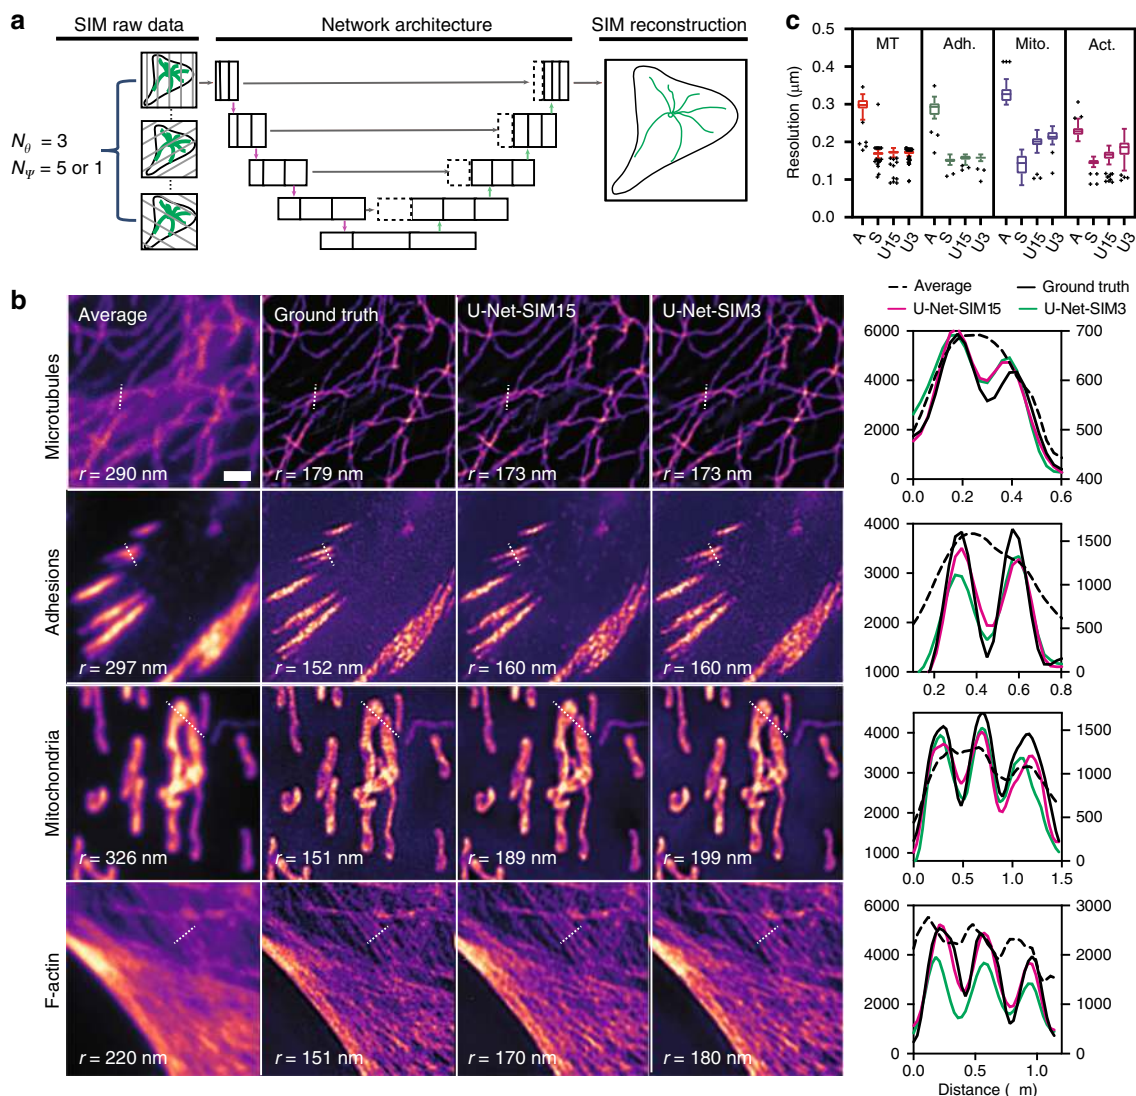 a
SIM raw data
Network architecture
SIM reconstruction
Nθ = 3
NΨ = 5 or 1
c
Resolution (μm)
0.5
0.4
0.3
0.2
0.1
0.0
MT
Adh.
Mito.
Act.
A
S
U15
U3
A
S
U15
U3
A
S
U15
U3
A
S
U15
U3
b
Average
Ground truth
U-Net-SIM15
U-Net-SIM3
Microtubules
r = 290 nm
r = 179 nm
r = 173 nm
r = 173 nm
Adhesions
r = 297 nm
r = 152 nm
r = 160 nm
r = 160 nm
Mitochondria
r = 326 nm
r = 151 nm
r = 189 nm
r = 199 nm
F-actin
r = 220 nm
r = 151 nm
r = 170 nm
r = 180 nm
Average
Ground truth
U-Net-SIM15
U-Net-SIM3
6000
4000
2000
0
700
600
500
400
0.0 0.2 0.4 0.6
4000
3000
2000
1000
1500
1000
500
0
0.2 0.4 0.6 0.8
4000
3000
2000
1000
1500
1000
500
0
0.0 0.5 1.0 1.5
6000
4000
2000
0
3000
2000
1000
0
0.0 0.5 1.0
Distance ( m)